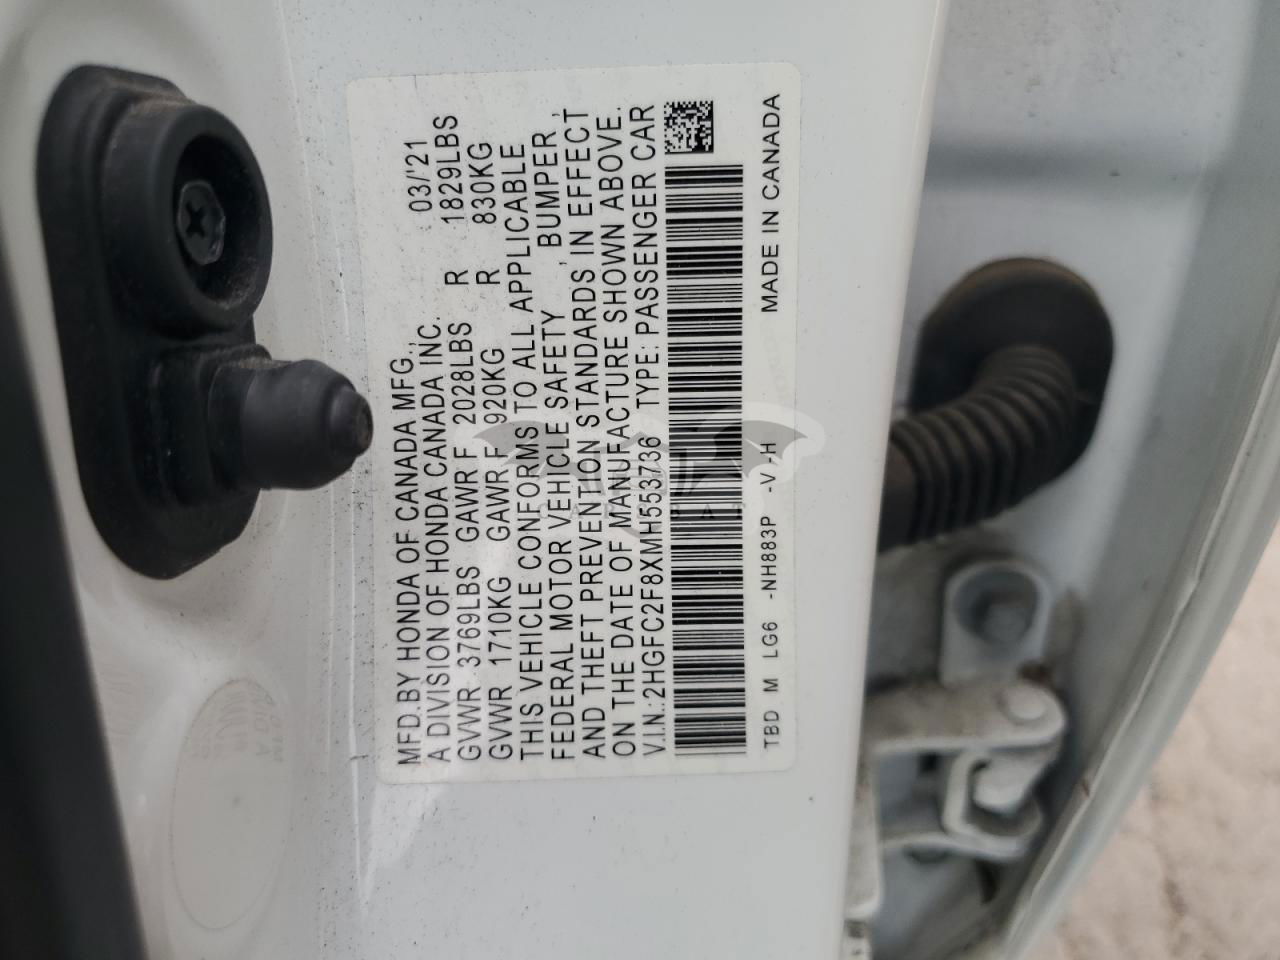 MFD.BY HONDA OF CANADA MFG., 03/'21
A DIVISION OF HONDA CANADA INC.
GVWR 3769LBS GAWR F 2028LBS R 1829LBS
GVWR 1710KG GAWR F 920KG R 830KG
THIS VEHICLE CONFORMS TO ALL APPLICABLE
FEDERAL MOTOR VEHICLE SAFETY , BUMPER ,
AND THEFT PREVENTION STANDARDS IN EFFECT
ON THE DATE OF MANUFACTURE SHOWN ABOVE.
V.I.N.: 2HGFC2F8XMH553736 TYPE: PASSENGER CAR
TBD M LG6 -NH883P -V-H MADE IN CANADA